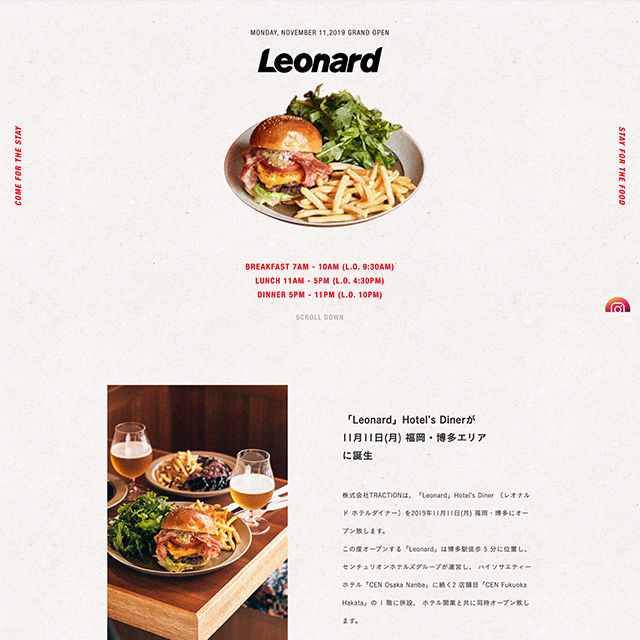 MONDAY, NOVEMBER 11,2019 GRAND OPEN
Leonard
COME FOR THE STAY
STAY FOR THE FOOD
BREAKFAST 7AM - 10AM (L.O. 9:30AM)
LUNCH 11AM - 5PM (L.O. 4:30PM)
DINNER 5PM - 11PM (L.O. 10PM)
SCROLL DOWN
「Leonard」Hotel's Dinerが
11月11日(月) 福岡・博多エリア
に誕生
株式会社TRACTIONは、「Leonard」Hotel's Diner （レオナル
ド ホテルダイナー）を2019年11月11日(月) 福岡・博多にオー
プン致します。
この度オープンする「Leonard」は博多駅徒歩 5 分に位置し、
センチュリオンホテルズグループが運営し、 ハイソサエティー
ホテル「CEN Osaka Nanba」に続く2 店舗目「CEN Fukuoka
Hakata」の 1 階に併設、 ホテル開業と共に同時オープン致し
ます。